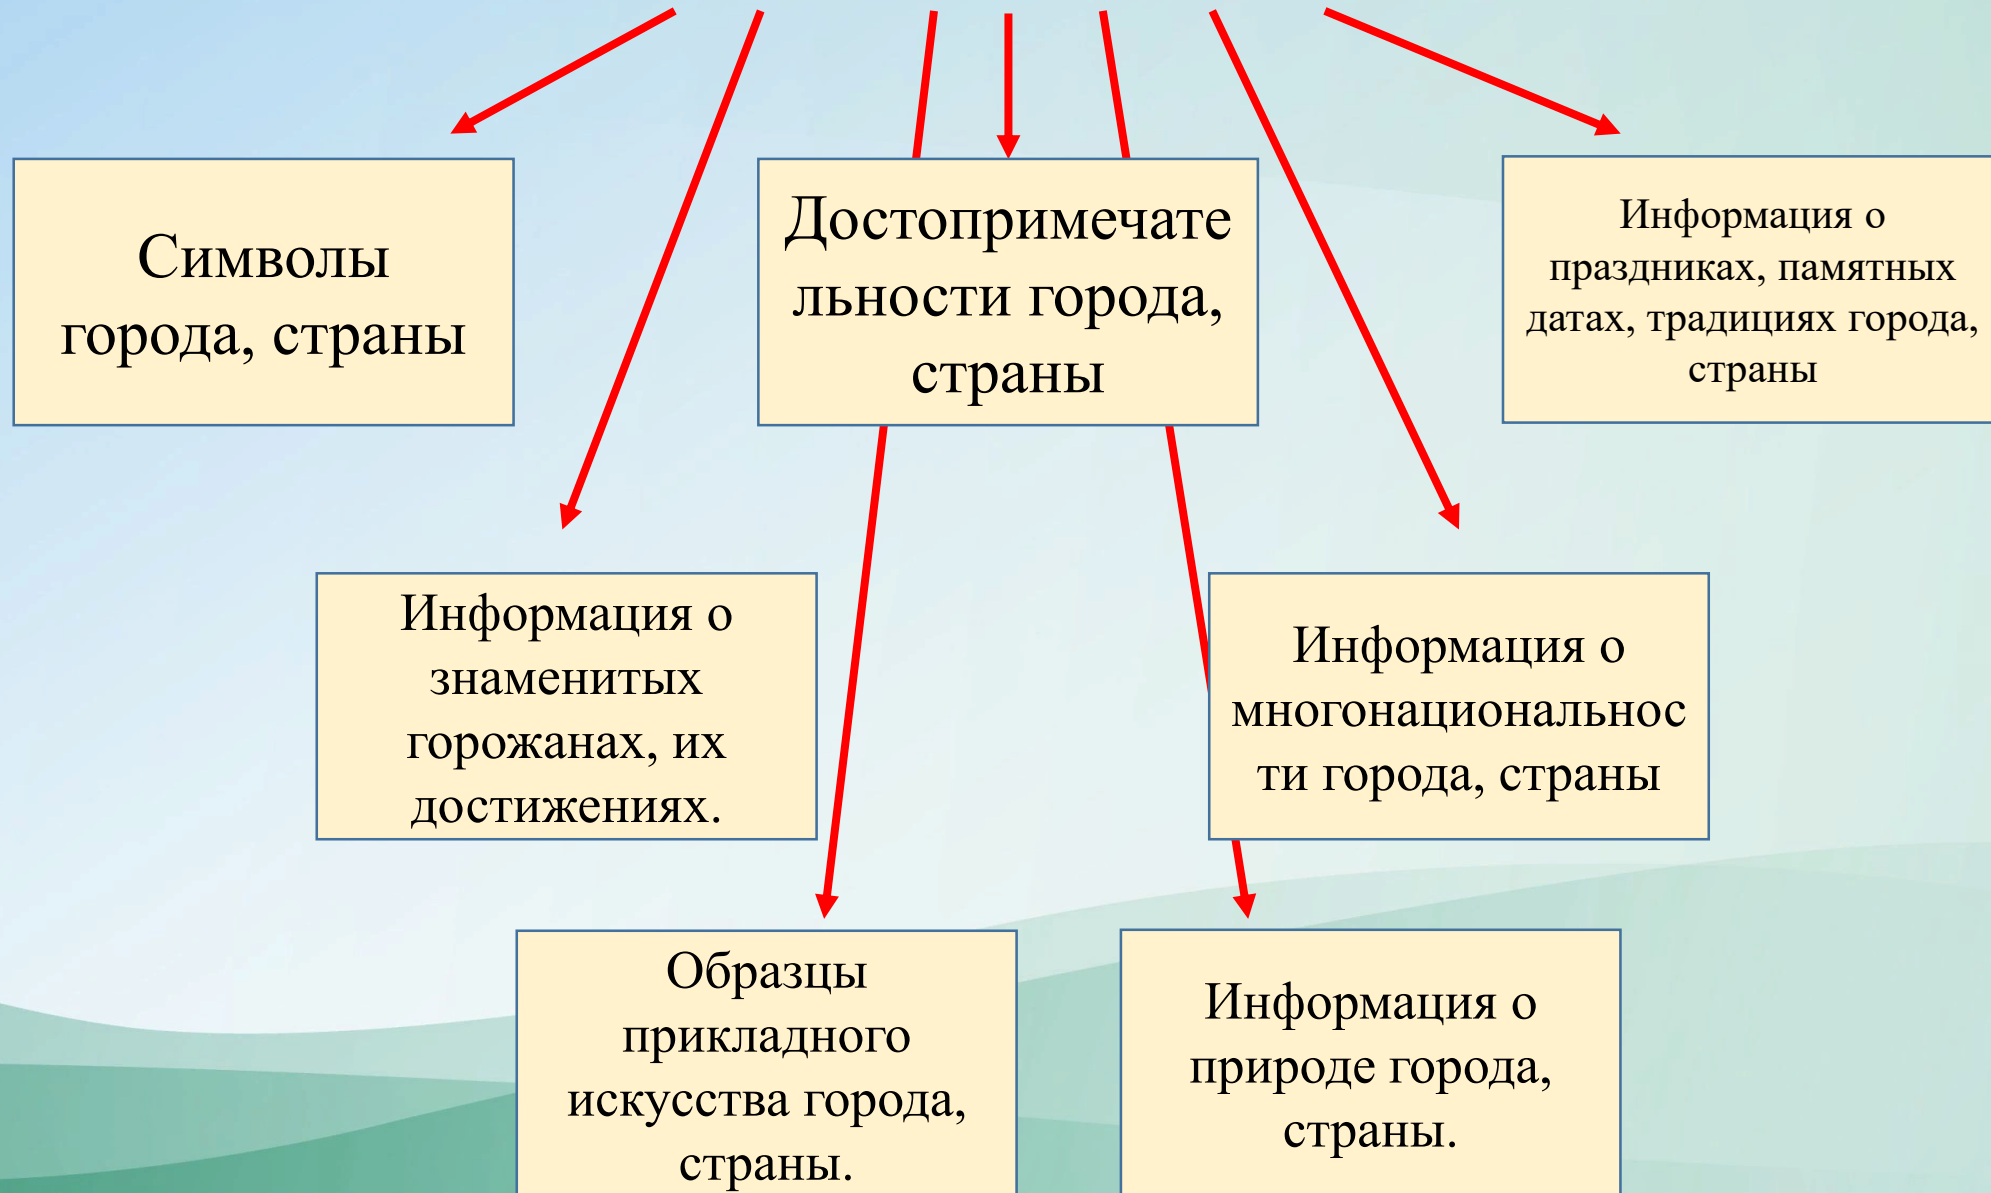 Символы
города, страны
Достопримечате
льности города,
страны
Информация о
праздниках, памятных
датах, традициях города,
страны
Информация о
знаменитых
горожанах, их
достижениях.
Информация о
многонациональнос
ти города, страны
Образцы
прикладного
искусства города,
страны.
Информация о
природе города,
страны.